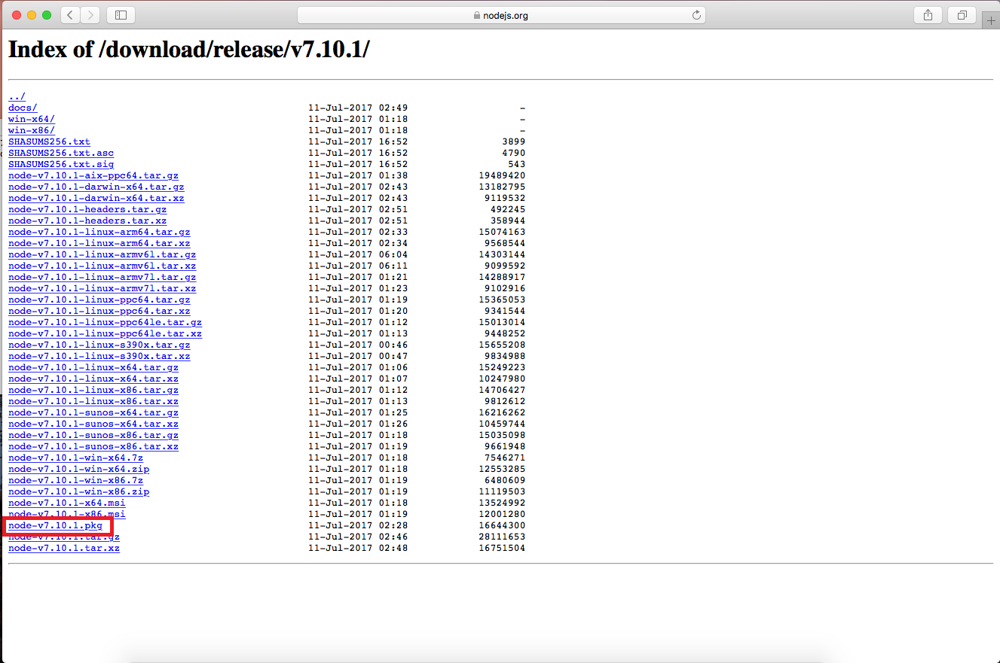 nodejs.org
Index of /download/release/v7.10.1/
../
docs/ 11-Jul-2017 02:49 -
win-x64/ 11-Jul-2017 01:18 -
win-x86/ 11-Jul-2017 01:18 -
SHASUMS256.txt 11-Jul-2017 16:52 3899
SHASUMS256.txt.asc 11-Jul-2017 16:52 4790
SHASUMS256.txt.sig 11-Jul-2017 16:52 543
node-v7.10.1-aix-ppc64.tar.gz 11-Jul-2017 01:38 19489420
node-v7.10.1-darwin-x64.tar.gz 11-Jul-2017 02:43 13182795
node-v7.10.1-darwin-x64.tar.xz 11-Jul-2017 02:43 9119532
node-v7.10.1-headers.tar.gz 11-Jul-2017 02:51 492245
node-v7.10.1-headers.tar.xz 11-Jul-2017 02:51 358944
node-v7.10.1-linux-arm64.tar.gz 11-Jul-2017 02:33 15074163
node-v7.10.1-linux-arm64.tar.xz 11-Jul-2017 02:34 9568544
node-v7.10.1-linux-armv6l.tar.gz 11-Jul-2017 06:04 14303144
node-v7.10.1-linux-armv6l.tar.xz 11-Jul-2017 06:11 9099592
node-v7.10.1-linux-armv7l.tar.gz 11-Jul-2017 01:21 14288917
node-v7.10.1-linux-armv7l.tar.xz 11-Jul-2017 01:23 9102916
node-v7.10.1-linux-ppc64.tar.gz 11-Jul-2017 01:19 15365053
node-v7.10.1-linux-ppc64.tar.xz 11-Jul-2017 01:20 9341544
node-v7.10.1-linux-ppc64le.tar.gz 11-Jul-2017 01:12 15013014
node-v7.10.1-linux-ppc64le.tar.xz 11-Jul-2017 01:13 9448252
node-v7.10.1-linux-s390x.tar.gz 11-Jul-2017 00:46 15655208
node-v7.10.1-linux-s390x.tar.xz 11-Jul-2017 00:47 9834988
node-v7.10.1-linux-x64.tar.gz 11-Jul-2017 01:06 15249223
node-v7.10.1-linux-x64.tar.xz 11-Jul-2017 01:07 10247980
node-v7.10.1-linux-x86.tar.gz 11-Jul-2017 01:12 14706427
node-v7.10.1-linux-x86.tar.xz 11-Jul-2017 01:13 9812612
node-v7.10.1-sunos-x64.tar.gz 11-Jul-2017 01:25 16216262
node-v7.10.1-sunos-x64.tar.xz 11-Jul-2017 01:26 10459744
node-v7.10.1-sunos-x86.tar.gz 11-Jul-2017 01:18 15035098
node-v7.10.1-sunos-x86.tar.xz 11-Jul-2017 01:19 9661948
node-v7.10.1-win-x64.7z 11-Jul-2017 01:18 7546271
node-v7.10.1-win-x64.zip 11-Jul-2017 01:18 12553285
node-v7.10.1-win-x86.7z 11-Jul-2017 01:19 6480609
node-v7.10.1-win-x86.zip 11-Jul-2017 01:19 11119503
node-v7.10.1-x64.msi 11-Jul-2017 01:18 13524992
node-v7.10.1-x86.msi 11-Jul-2017 01:19 12001280
node-v7.10.1.pkg 11-Jul-2017 02:28 16644300
node-v7.10.1.tar.gz 11-Jul-2017 02:46 28111653
node-v7.10.1.tar.xz 11-Jul-2017 02:48 16751504